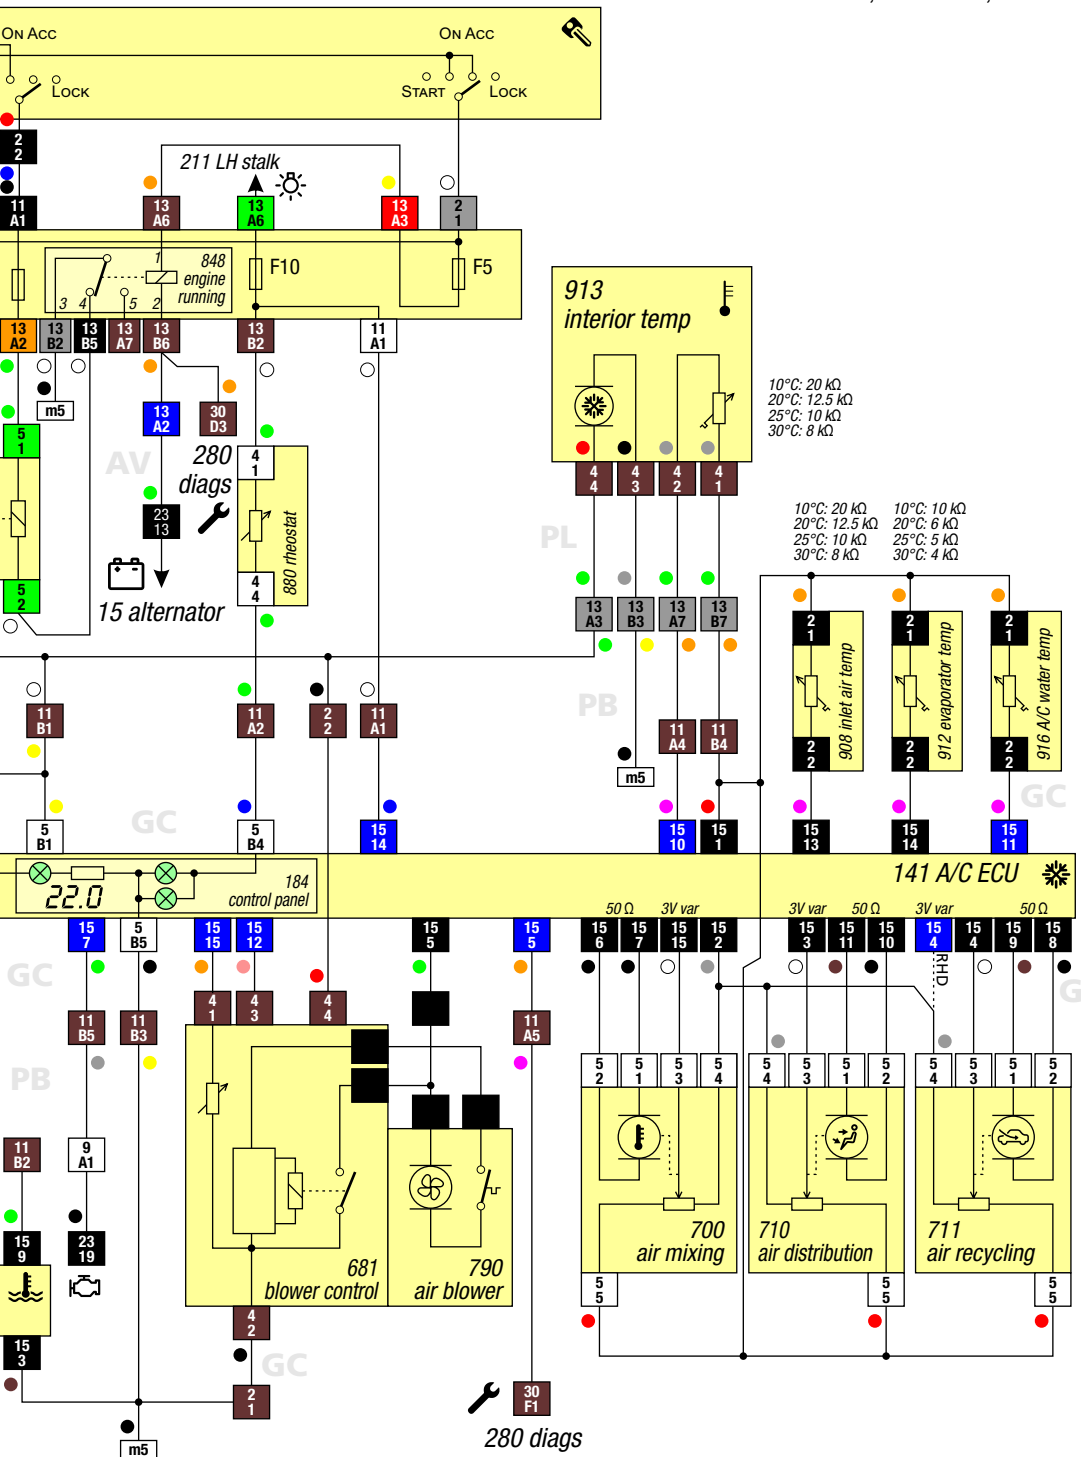 ON ACC
ON ACC
START
LOCK
LOCK
2
2
211 LH stalk
11
A1
13
A6
13
A6
13
A3
2
1
1
848
engine
running
F10
F5
3
4
5
2
913
interior temp
13
A2
13
B2
13
B5
13
A7
13
B6
13
B2
11
A1
10°C: 20 kΩ
20°C: 12.5 kΩ
25°C: 10 kΩ
30°C: 8 kΩ
m5
13
A2
30
D3
5
1
AV
280
diags
4
1
4
4
4
3
4
2
4
1
23
13
880 rheostat
PL
10°C: 20 kΩ
20°C: 12.5 kΩ
25°C: 10 kΩ
30°C: 8 kΩ
10°C: 10 kΩ
20°C: 6 kΩ
25°C: 5 kΩ
30°C: 4 kΩ
5
2
4
4
15 alternator
13
A3
13
B3
13
A7
13
B7
2
1
2
1
2
1
908 inlet air temp
912 evaporator temp
916 A/C water temp
PB
11
B1
11
A2
2
2
11
A1
11
A4
11
B4
2
2
2
2
2
2
m5
GC
GC
5
B1
5
B4
15
14
15
10
15
1
15
13
15
14
15
11
141 A/C ECU
22.0
184
control panel
50 Ω
3V var
3V var
50 Ω
3V var
50 Ω
15
7
5
B5
15
15
15
12
15
5
15
5
15
6
15
7
15
15
15
2
15
3
15
11
15
10
15
4
15
4
15
9
15
8
RHD
GC
G
11
B5
11
B3
4
1
4
3
4
4
11
A5
PB
5
2
5
1
5
3
5
4
5
4
5
3
5
1
5
2
5
4
5
3
5
1
5
2
11
B2
9
A1
15
9
23
19
700
air mixing
710
air distribution
711
air recycling
681
blower control
790
air blower
5
5
5
5
5
5
15
3
4
2
GC
2
1
30
F1
m5
280 diags